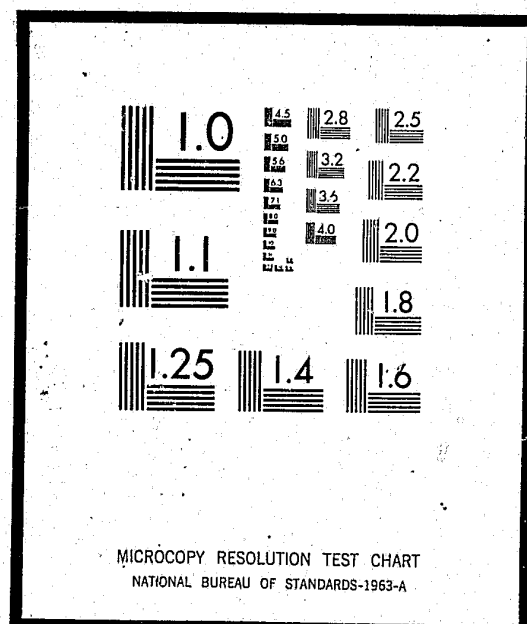 1.0 4.5 2.8 2.5
5.0
5.6 3.2 2.2
6.3
7.1 3.6
8.0 4.0 2.0
1.1
1.8
1.25 1.4 1.6
MICROCOPY RESOLUTION TEST CHART
NATIONAL BUREAU OF STANDARDS-1963-A